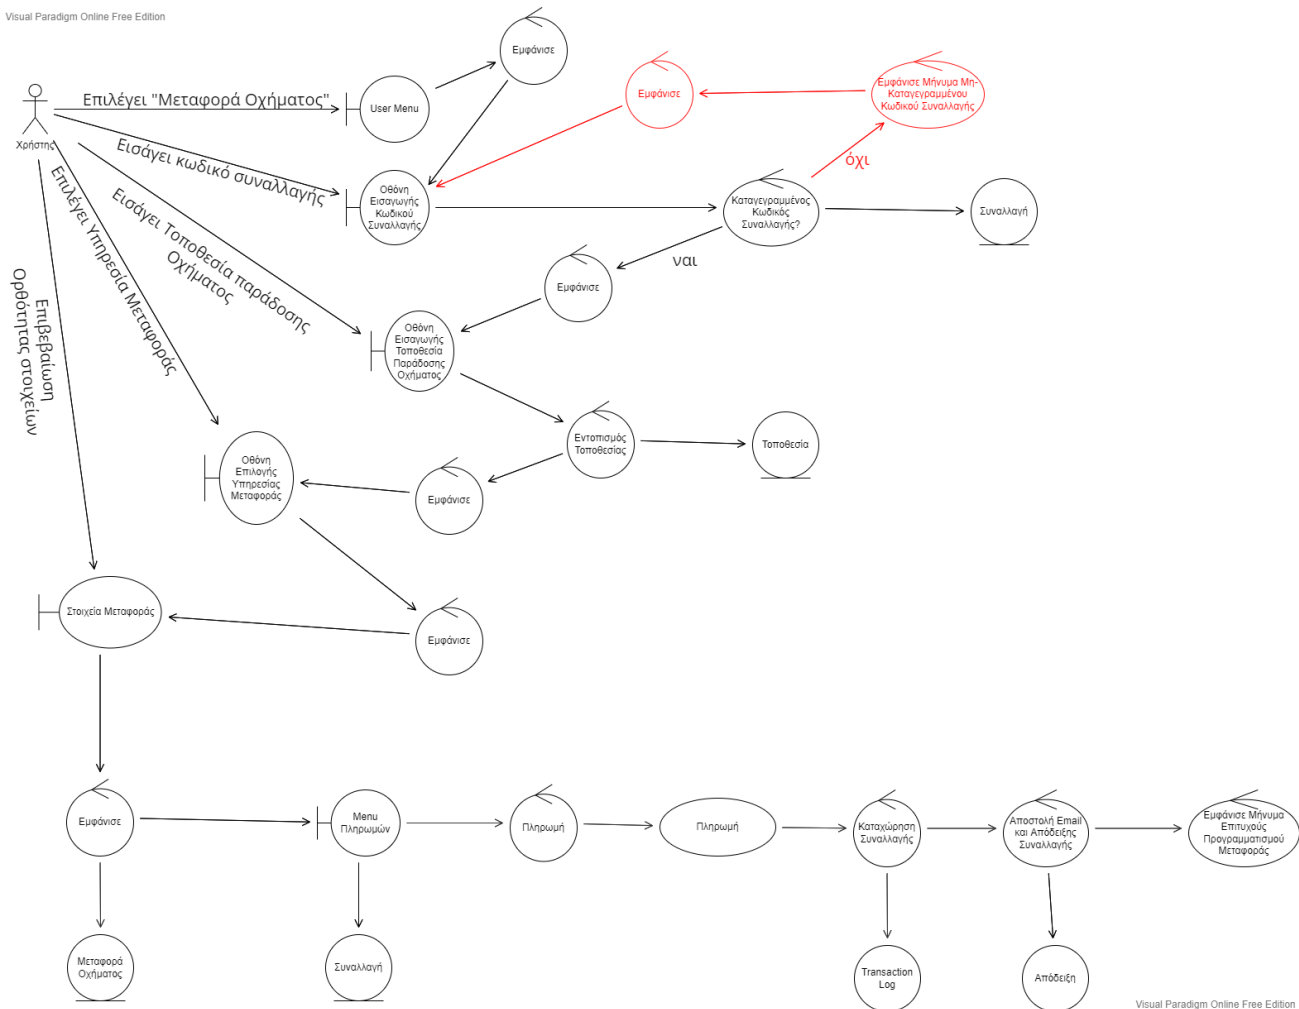 Visual Paradigm Online Free Edition
Εμφάνισε
Εμφάνισε
Εμφάνισε Μήνυμα Μη-
Καταγεγραμμένου
Κωδικού Συναλλαγής
Επιλέγει "Μεταφορά Οχήματος"
User Menu
Χρήστης
όχι
Εισάγει κωδικό συναλλαγής
Οθόνη
Εισαγωγής
Κωδικού
Συναλλαγής
Καταγεγραμμένος
Κωδικός
Συναλλαγής?
Συναλλαγή
ναι
Εισάγει Τοποθεσία παράδοσης
Οχήματος
Επιλέγει Υπηρεσία Μεταφοράς
Επιβεβαίωση
Ορθότητας στοιχείων
Εμφάνισε
Οθόνη
Εισαγωγής
Τοποθεσία
Παράδοσης
Οχήματος
Εντοπισμός
Τοποθεσίας
Τοποθεσία
Οθόνη
Επιλογής
Υπηρεσίας
Μεταφοράς
Εμφάνισε
Στοιχεία Μεταφοράς
Εμφάνισε
Εμφάνισε
Menu
Πληρωμών
Πληρωμή
Πληρωμή
Καταχώρηση
Συναλλαγής
Αποστολή Email
και Απόδειξης
Συναλλαγής
Εμφάνισε Μήνυμα
Επιτυχούς
Προγραμματισμού
Μεταφοράς
Μεταφορά
Οχήματος
Συναλλαγή
Transaction
Log
Απόδειξη
Visual Paradigm Online Free Edition